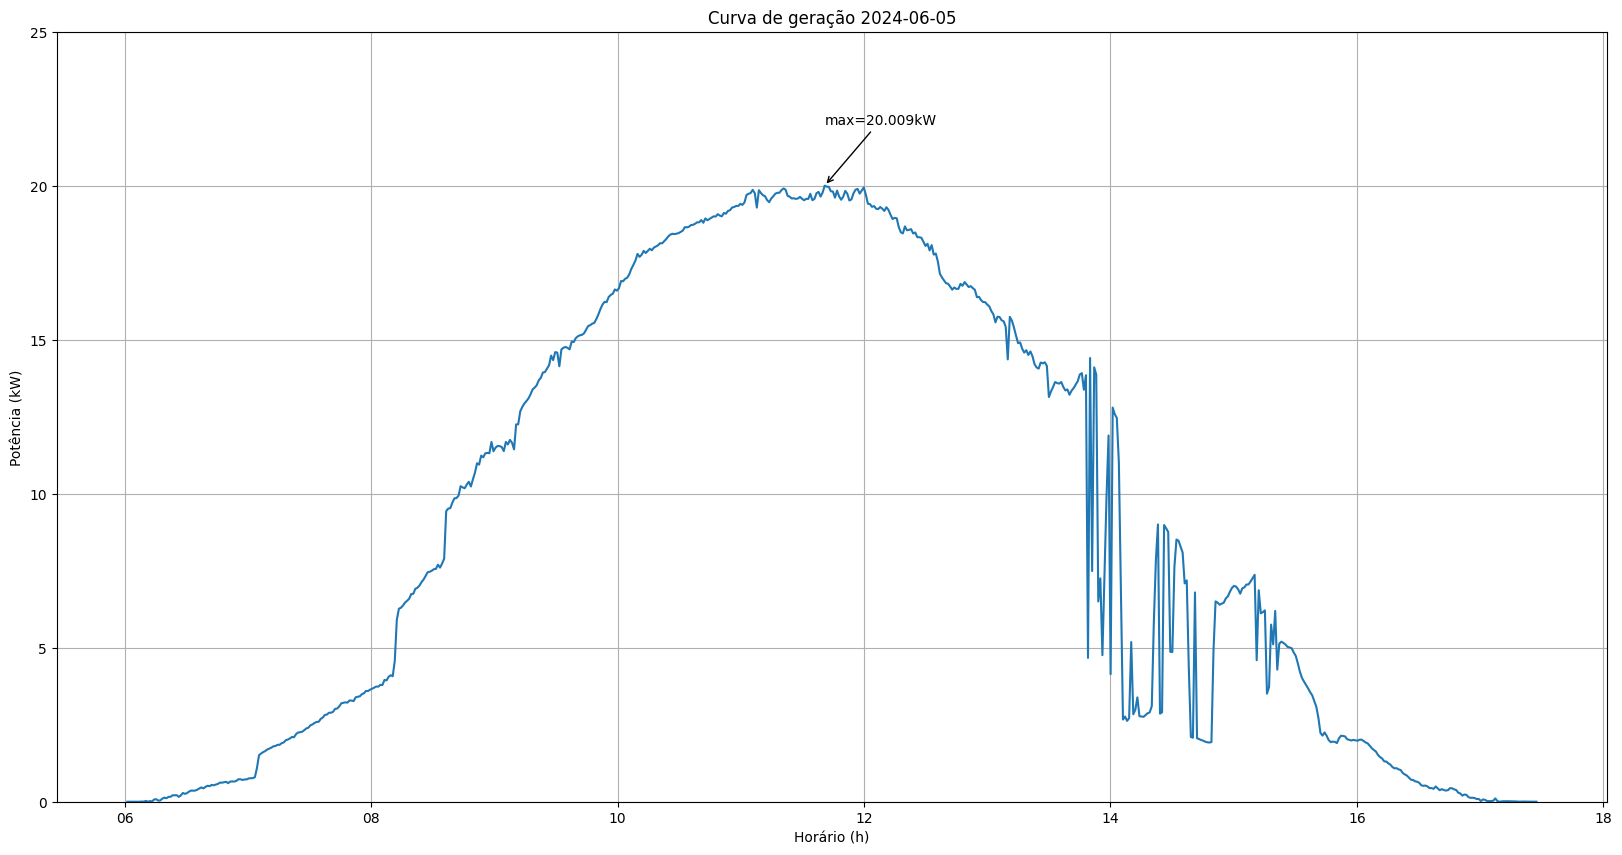 Curva de geração 2024-06-05
25
20
15
10
5
0
Potência (kW)
max=20.009kW
06 08 10 12 14 16 18
Horário (h)